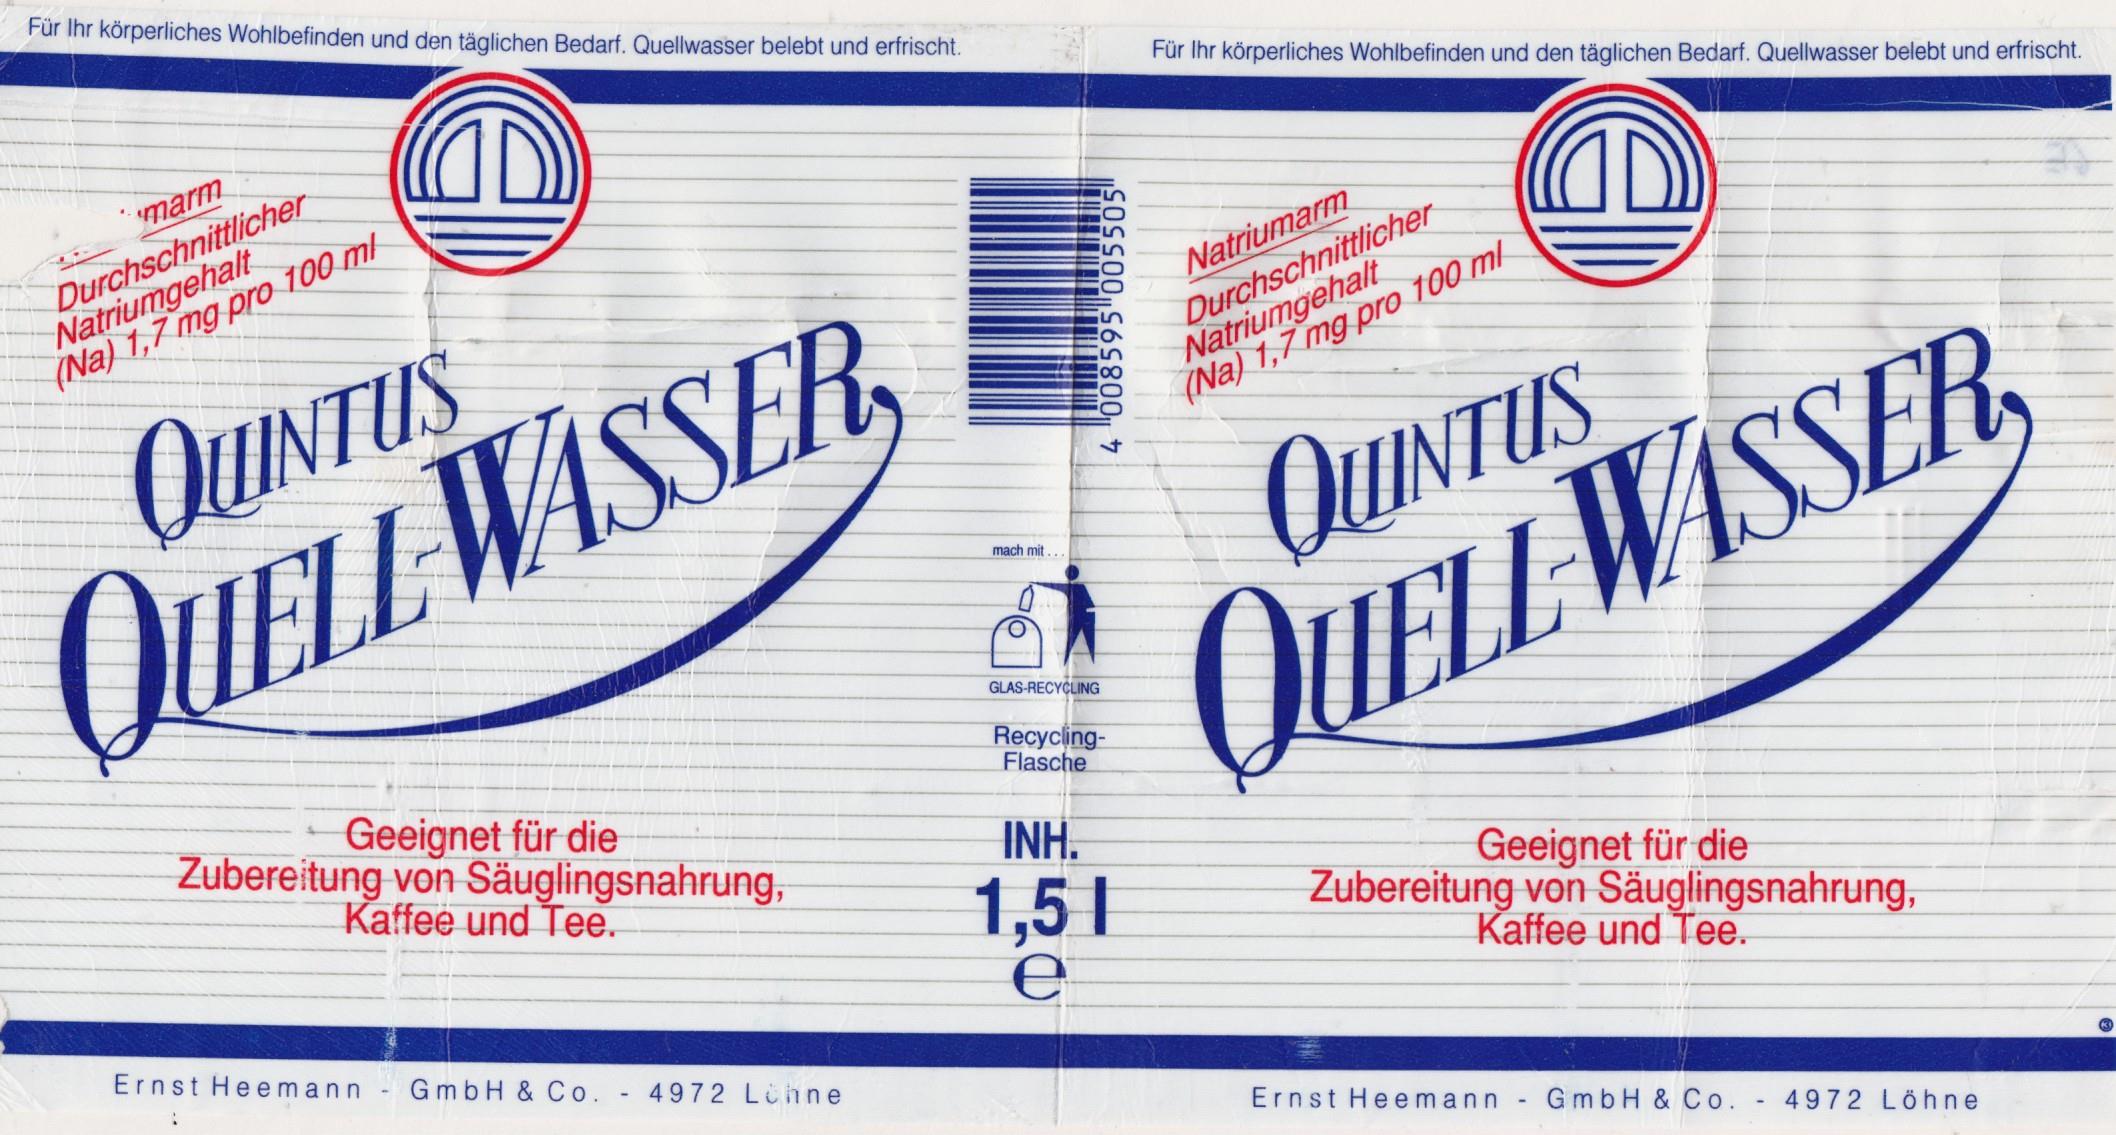 Für Ihr körperliches Wohlbefinden und den täglichen Bedarf. Quellwasser belebt und erfrischt.
marm
Durchschnittlicher
Natriumgehalt
(Na) 1,7 mg pro 100 ml
QUINTUS
QUELL-WASSER
Geeignet für die
Zubereitung von Säuglingsnahrung,
Kaffee und Tee.
Ernst Heemann - GmbH & Co. - 4972 Löhne
4 008595 005505
mach mit...
GLAS-RECYCLING
Recycling-
Flasche
INH.
1,5 l
e
Für Ihr körperliches Wohlbefinden und den täglichen Bedarf. Quellwasser belebt und erfrischt.
Natriumarm
Durchschnittlicher
Natriumgehalt
(Na) 1,7 mg pro 100 ml
QUINTUS
QUELL-WASSER
Geeignet für die
Zubereitung von Säuglingsnahrung,
Kaffee und Tee.
Ernst Heemann - GmbH & Co. - 4972 Löhne